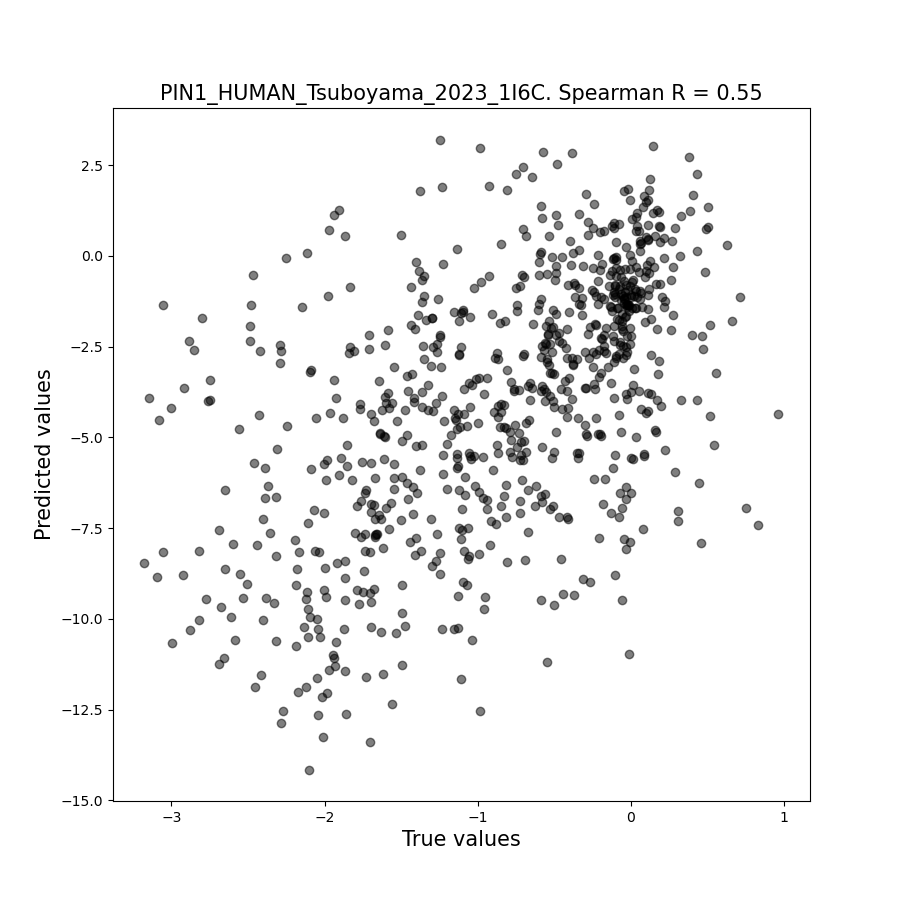 PIN1_HUMAN_Tsuboyama_2023_1I6C. Spearman R = 0.55
2.5
0.0
−2.5
−5.0
−7.5
−10.0
−12.5
−15.0
Predicted values
−3 −2 −1 0 1
True values